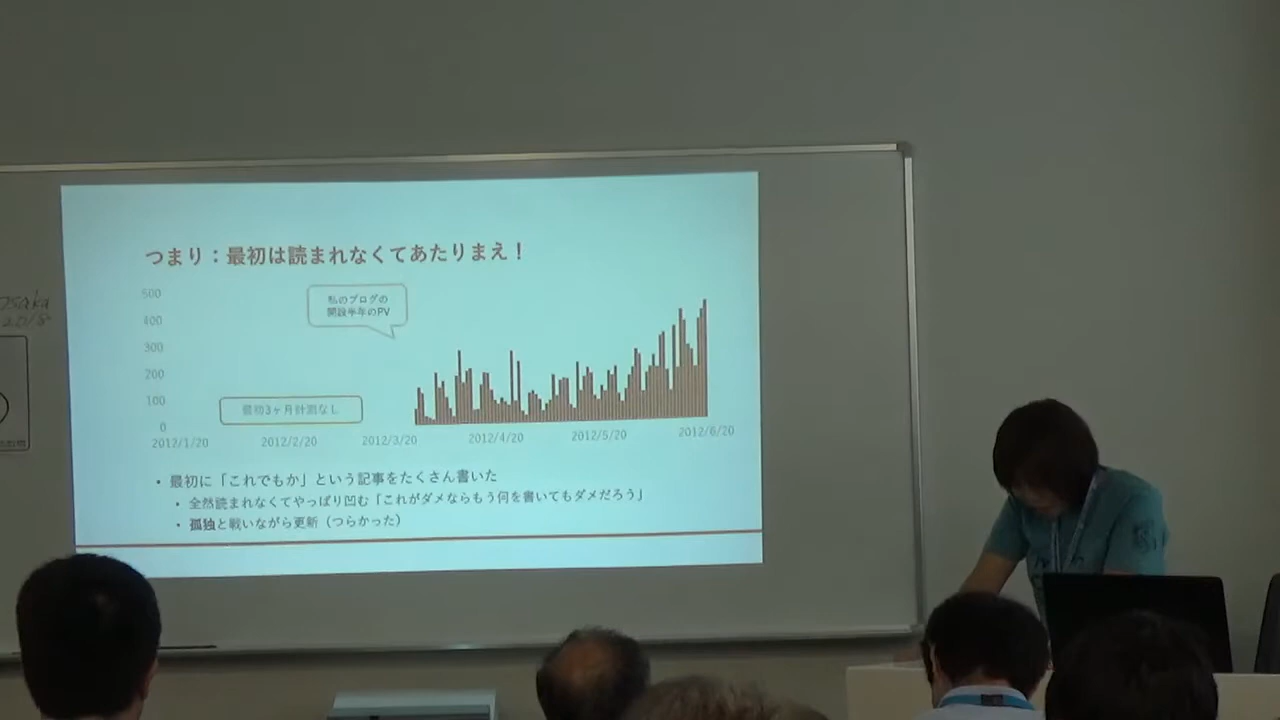 つまり：最初は読まれなくてあたりまえ！
500
400
300
200
100
0
私のブログの
開設半年のPV
最初3ヶ月計測なし
2012/1/20 2012/2/20 2012/3/20 2012/4/20 2012/5/20 2012/6/20
• 最初に「これでもか」という記事をたくさん書いた
• 全然読まれなくてやっぱり凹む「これがダメならもう何を書いてもダメだろう」
• 孤独と戦いながら更新（つらかった）